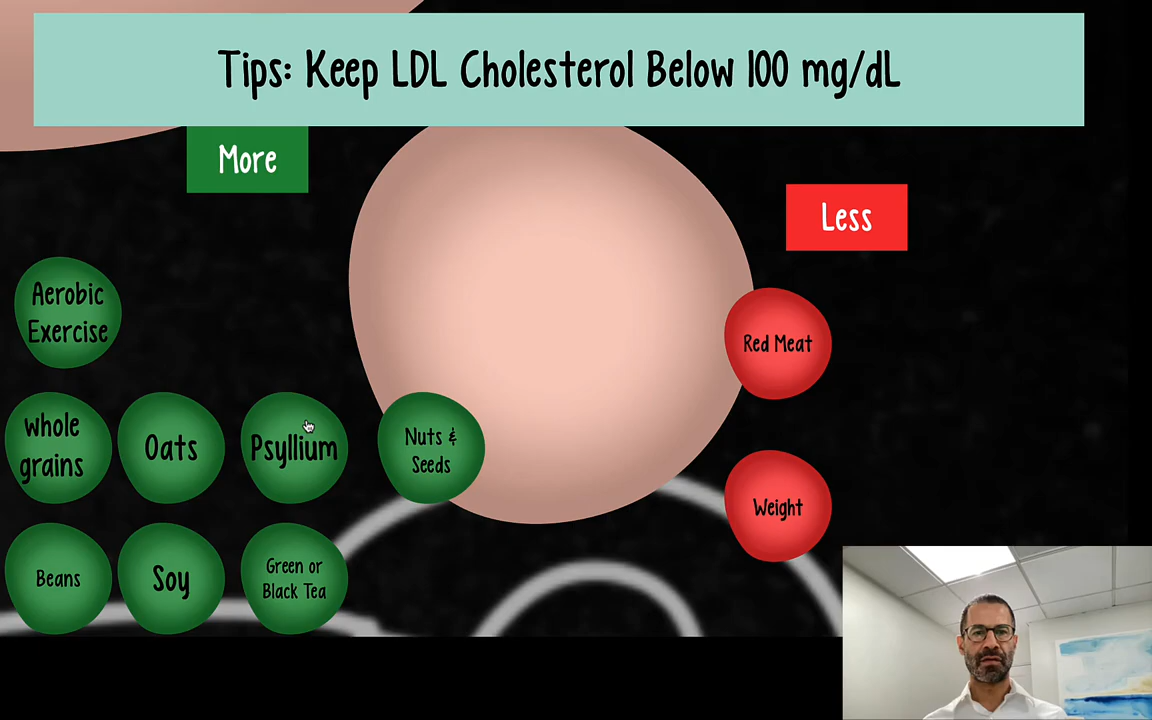 Tips: Keep LDL Cholesterol Below 100 mg/dL
More
Less
Aerobic
Exercise
Red Meat
whole
grains
Oats
Psyllium
Nuts &
Seeds
Weight
Beans
Soy
Green or
Black Tea